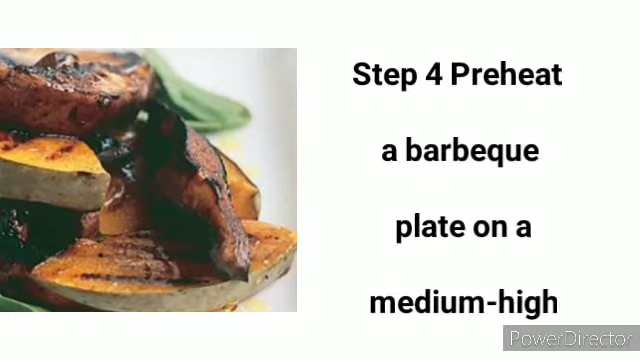 Step 4 Preheat
a barbeque
plate on a
medium-high
PowerDirector